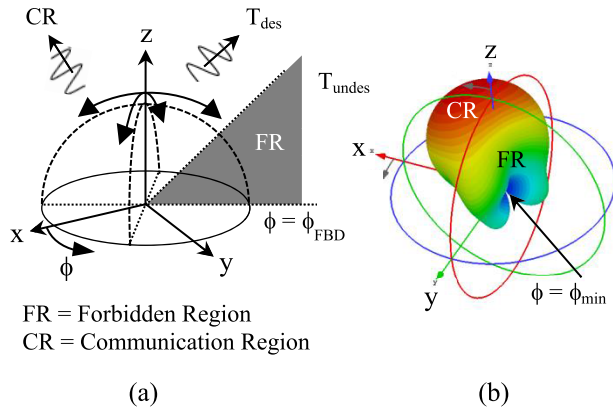 CR
T_des
z
T_undes
FR
x
y
ϕ
ϕ = ϕ_FBD
FR = Forbidden Region
CR = Communication Region
(a)
z
CR
FR
x
y
ϕ = ϕ_min
(b)